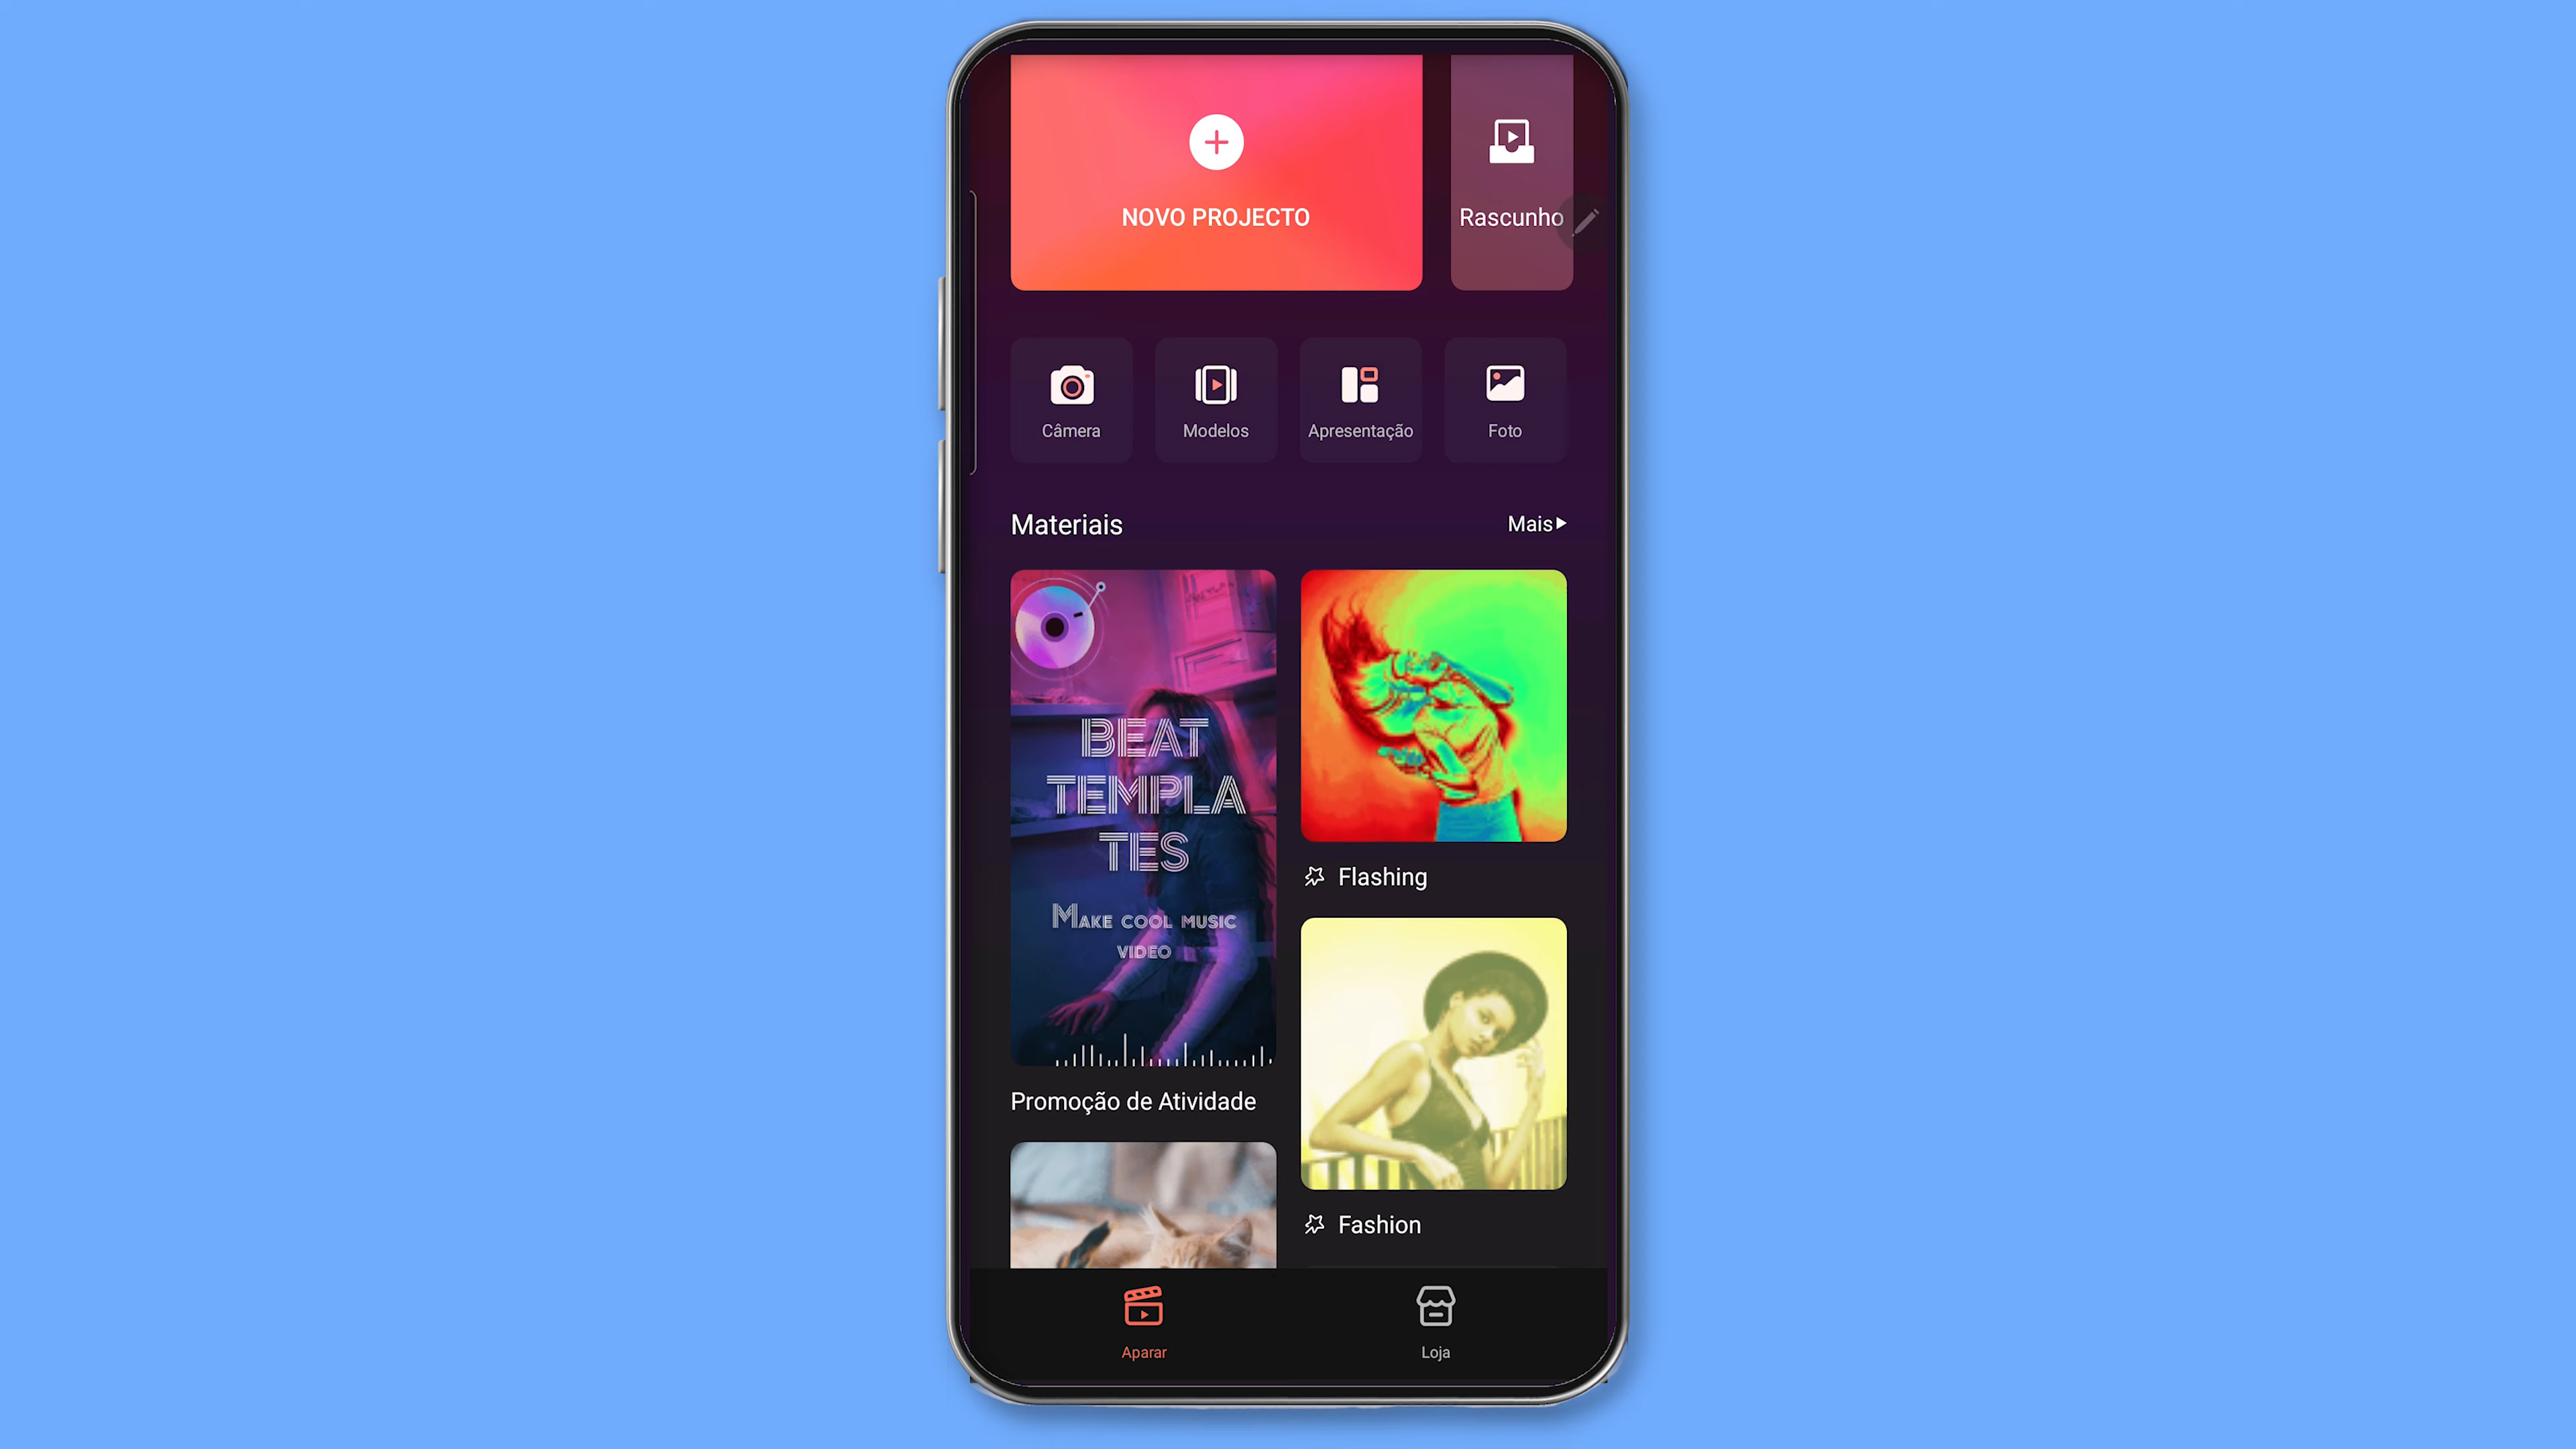 NOVO PROJECTO
Rascunho
Câmera
Modelos
Apresentação
Foto
Materiais
Mais
BEAT
TEMPLA
TES
MAKE COOL MUSIC
VIDEO
Promoção de Atividade
Flashing
Fashion
Aparar
Loja